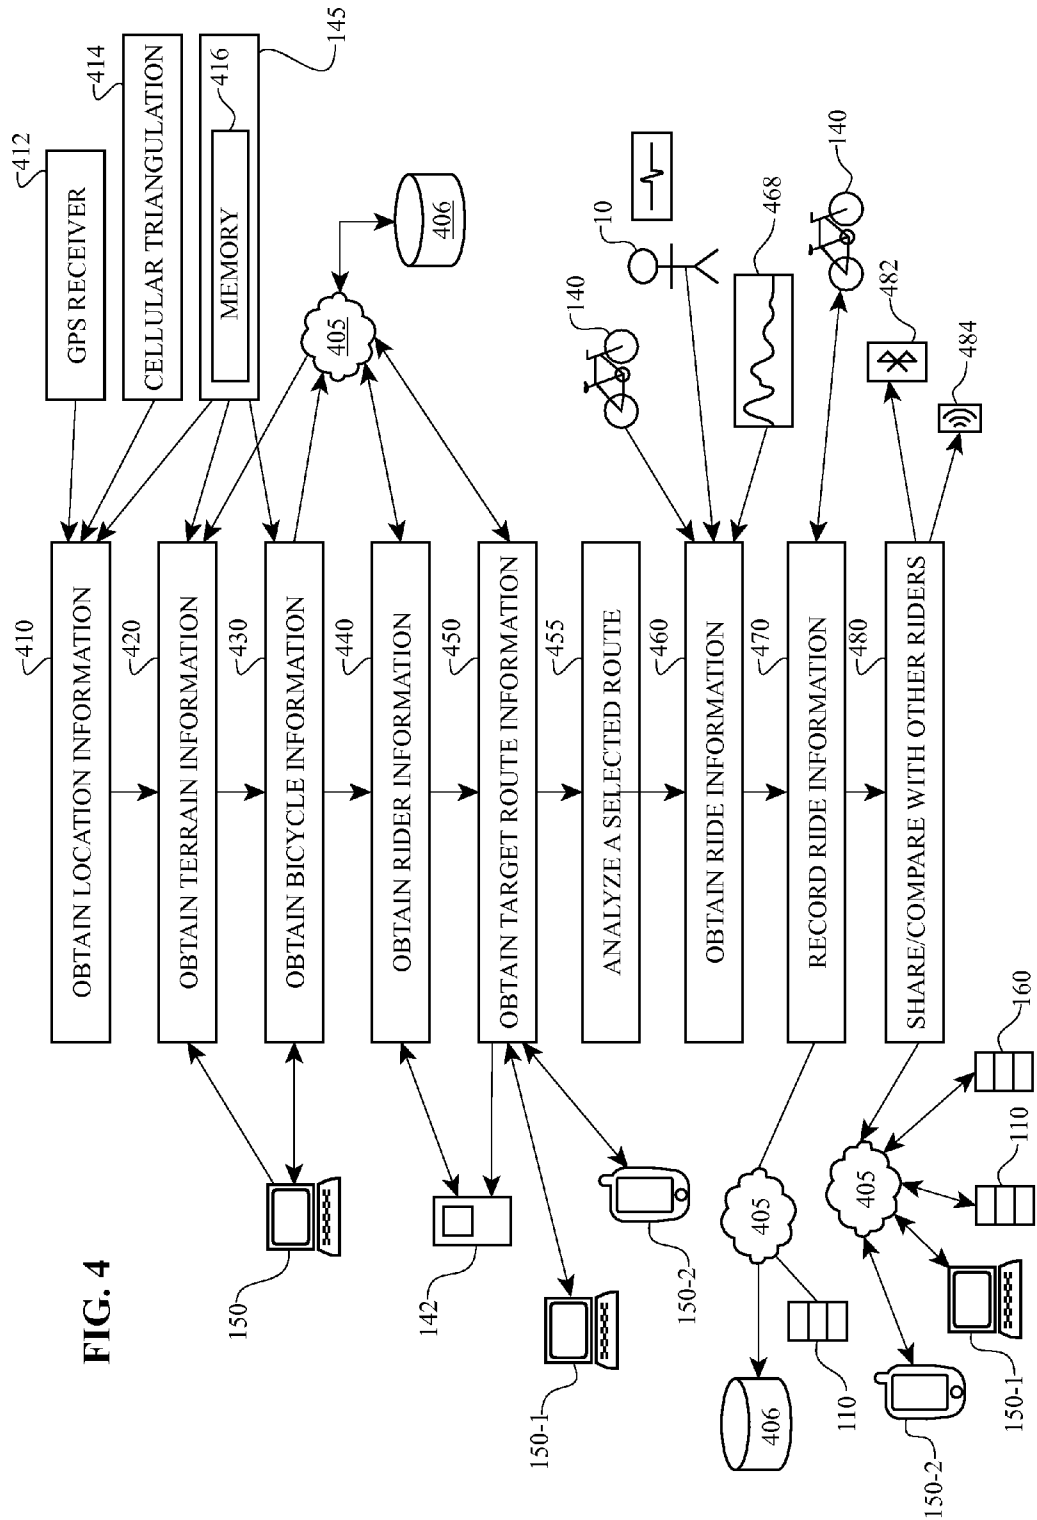 FIG. 4
412
GPS RECEIVER
414
CELLULAR TRIANGULATION
145
416
MEMORY
405
406
410
OBTAIN LOCATION INFORMATION
420
OBTAIN TERRAIN INFORMATION
150
430
OBTAIN BICYCLE INFORMATION
440
OBTAIN RIDER INFORMATION
142
450
OBTAIN TARGET ROUTE INFORMATION
150-1
150-2
455
ANALYZE A SELECTED ROUTE
460
OBTAIN RIDE INFORMATION
140
10
468
470
RECORD RIDE INFORMATION
140
405
406
110
480
SHARE/COMPARE WITH OTHER RIDERS
482
484
405
150-2
150-1
110
160